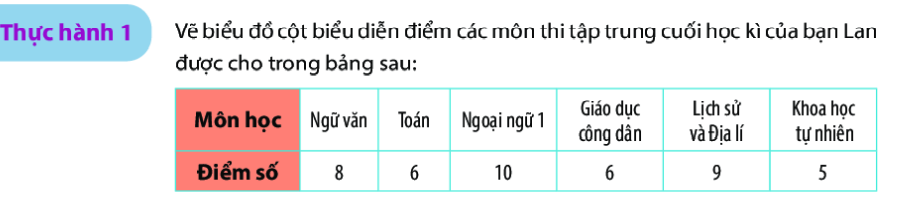 Thực hành 1
Vẽ biểu đồ cột biểu diễn điểm các môn thi tập trung cuối học kì của bạn Lan
được cho trong bảng sau:
Môn học Ngữ văn Toán Ngoại ngữ 1 Giáo dục công dân Lịch sử và Địa lí Khoa học tự nhiên
Điểm số 8 6 10 6 9 5